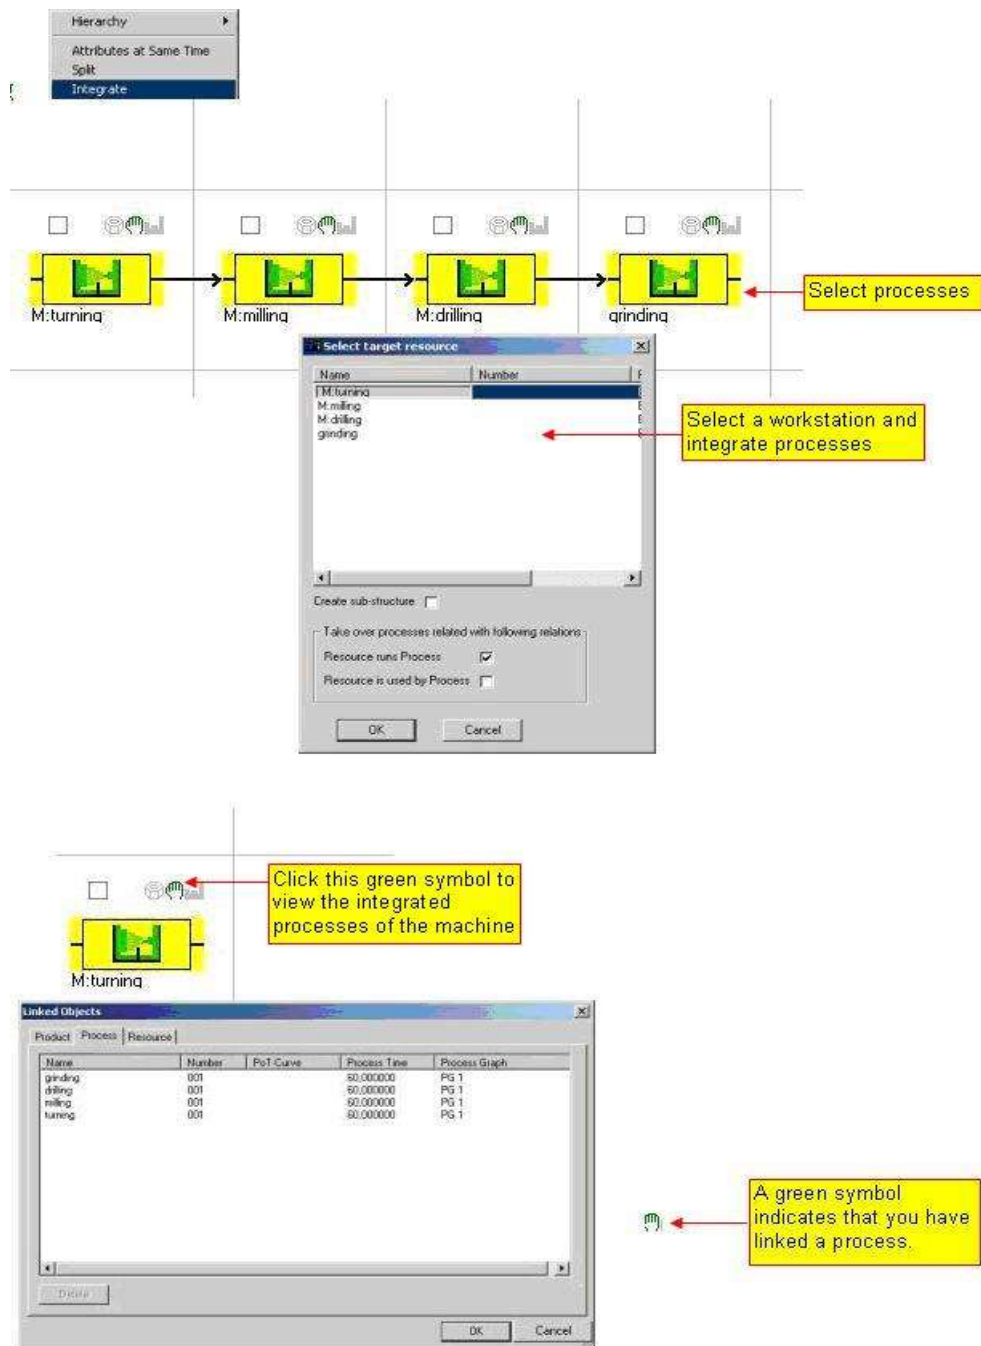 Hierarchy
Attributes at Same Time
Split
Integrate
M:turning
M:milling
M:drilling
grinding
Select processes
Select target resource
Name Number
M:turning
M:milling
M:drilling
grinding
Select a workstation and
integrate processes
Create sub-structure
Take over processes related with following relations
Resource runs Process
Resource is used by Process
OK Cancel
Click this green symbol to
view the integrated
processes of the machine
M:turning
Linked Objects
Product Process Resource
Name Number PoT-Curve Process Time Process Graph
grinding 001 60,000000 PG 1
drilling 001 60,000000 PG 1
milling 001 60,000000 PG 1
turning 001 60,000000 PG 1
A green symbol
indicates that you have
linked a process.
Delete
OK Cancel